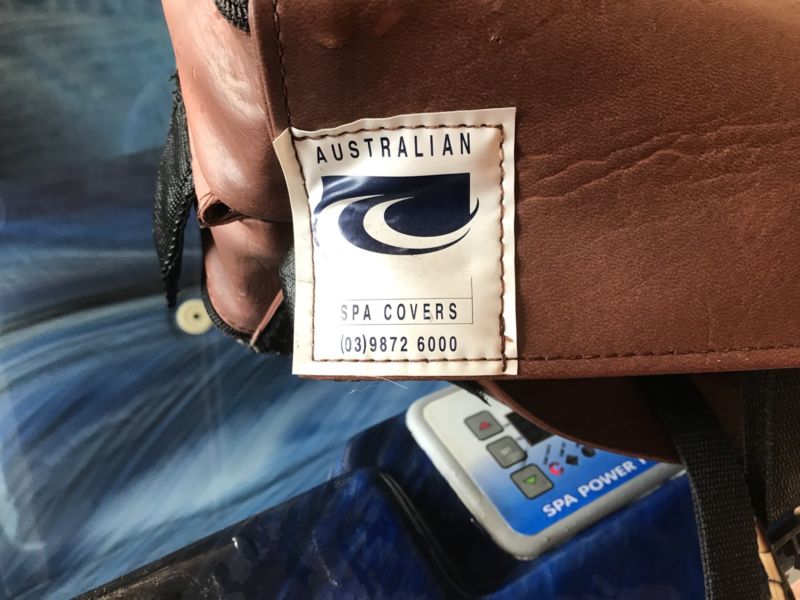 AUSTRALIAN
SPA COVERS
(03)9872 6000
SPA POWER